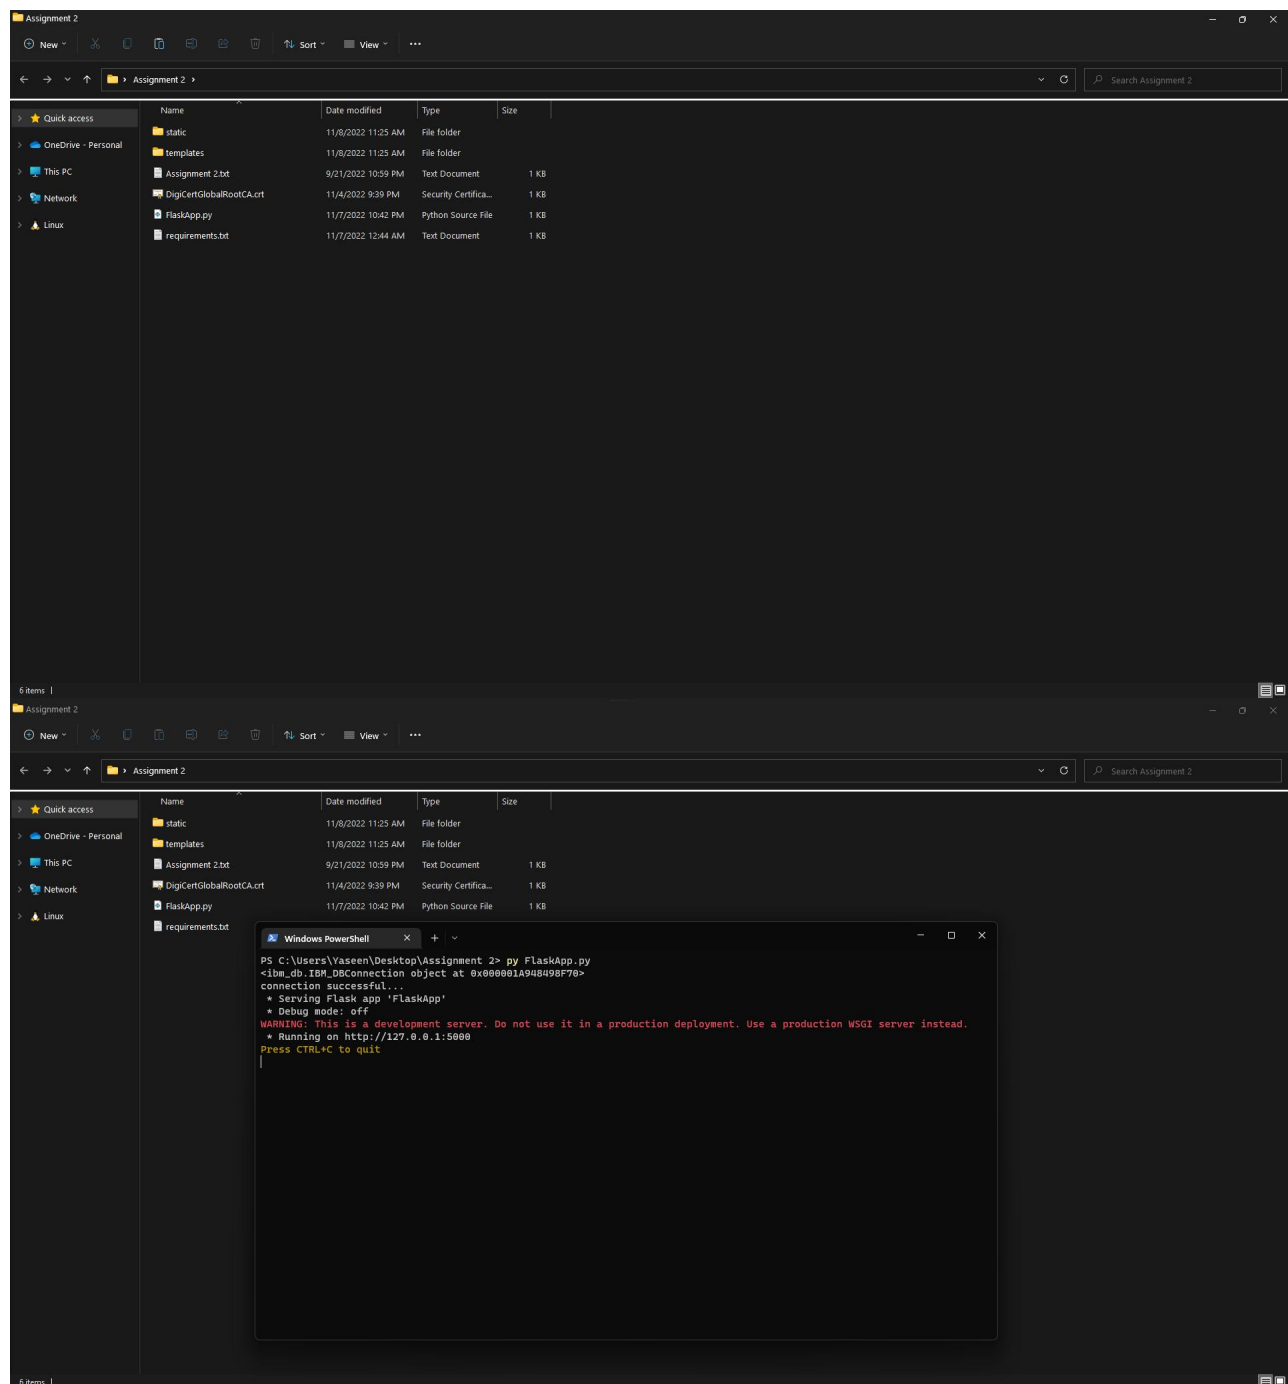 Assignment 2
New Sort View ...
Assignment 2 Search Assignment 2
Name Date modified Type Size
Quick access
OneDrive - Personal
This PC
Network
Linux
static 11/8/2022 11:25 AM File folder
templates 11/8/2022 11:25 AM File folder
Assignment 2.txt 9/21/2022 10:59 PM Text Document 1 KB
DigiCertGlobalRootCA.crt 11/4/2022 9:39 PM Security Certifica... 1 KB
FlaskApp.py 11/7/2022 10:42 PM Python Source File 1 KB
requirements.txt 11/7/2022 12:44 AM Text Document 1 KB
6 items
Assignment 2
New Sort View ...
Assignment 2 Search Assignment 2
Name Date modified Type Size
Quick access
OneDrive - Personal
This PC
Network
Linux
static 11/8/2022 11:25 AM File folder
templates 11/8/2022 11:25 AM File folder
Assignment 2.txt 9/21/2022 10:59 PM Text Document 1 KB
DigiCertGlobalRootCA.crt 11/4/2022 9:39 PM Security Certifica... 1 KB
FlaskApp.py 11/7/2022 10:42 PM Python Source File 1 KB
requirements.txt
Windows PowerShell
PS C:\Users\Yaseen\Desktop\Assignment 2> py FlaskApp.py
<ibm_db.IBM_DBConnection object at 0x000001A948498F70>
connection successful...
* Serving Flask app 'FlaskApp'
* Debug mode: off
WARNING: This is a development server. Do not use it in a production deployment. Use a production WSGI server instead.
* Running on http://127.0.0.1:5000
Press CTRL+C to quit
6 items